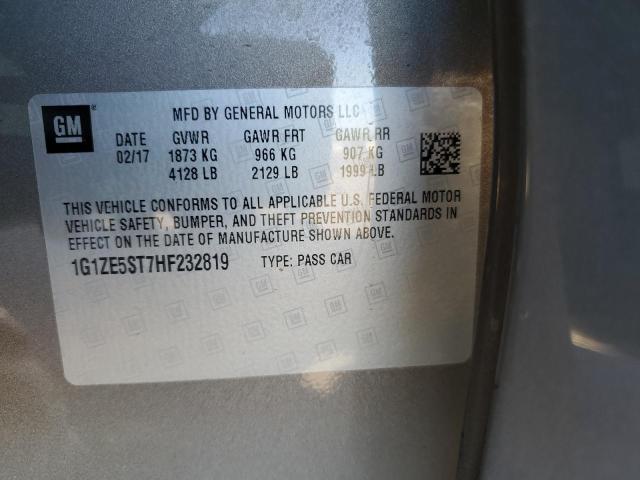 GM
MFD BY GENERAL MOTORS LLC
DATE GVWR GAWR FRT GAWR RR
02/17 1873 KG 966 KG 907 KG
4128 LB 2129 LB 1999 LB
THIS VEHICLE CONFORMS TO ALL APPLICABLE U.S. FEDERAL MOTOR
VEHICLE SAFETY, BUMPER, AND THEFT PREVENTION STANDARDS IN
EFFECT ON THE DATE OF MANUFACTURE SHOWN ABOVE.
1G1ZE5ST7HF232819 TYPE: PASS CAR